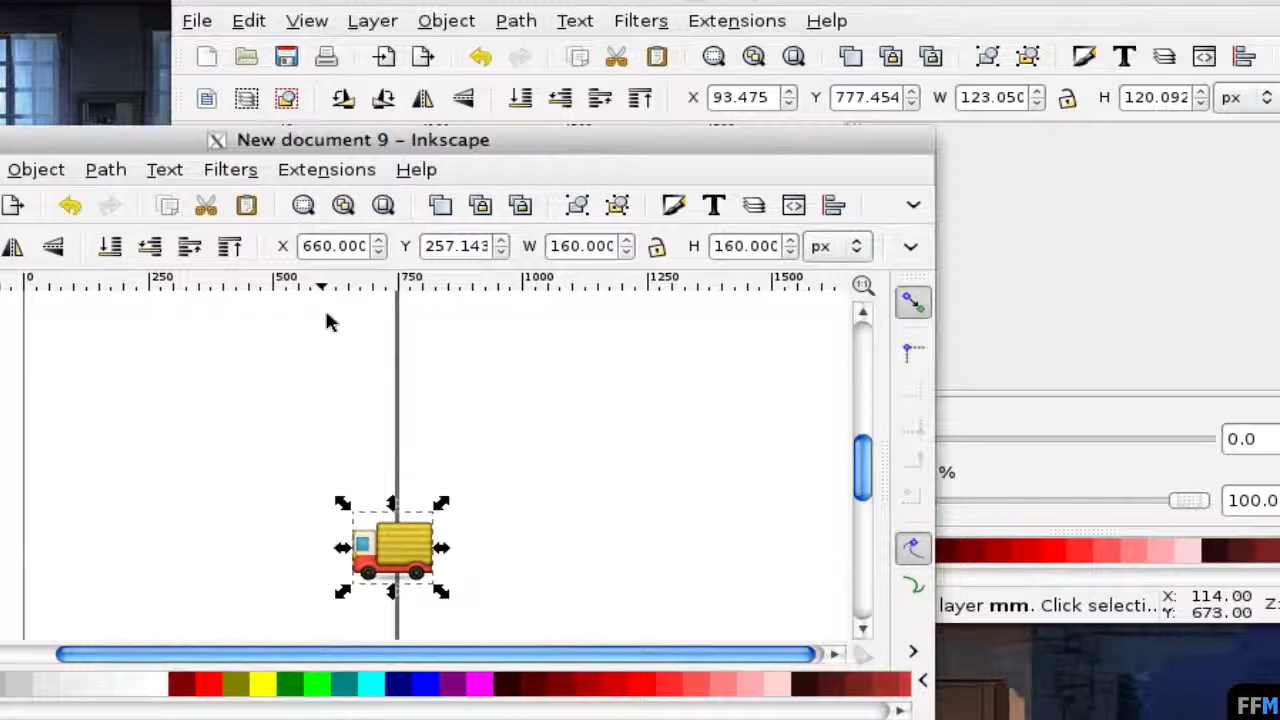 File Edit View Layer Object Path Text Filters Extensions Help
X 93.475 Y 777.454 W 123.050 H 120.092 px
New document 9 - Inkscape
Object Path Text Filters Extensions Help
X 660.000 Y 257.143 W 160.000 H 160.000 px
0 250 500 750 1000 1250 1500
1:1
0.0
%
100.0
layer mm. Click selecti.. X: 114.00 Z:
Y: 673.00
FFM